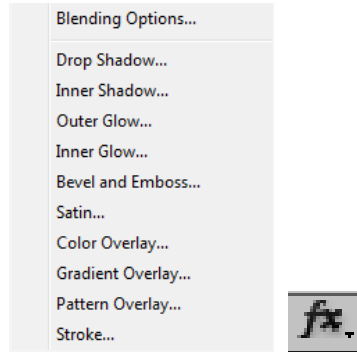 Blending Options...
Drop Shadow...
Inner Shadow...
Outer Glow...
Inner Glow...
Bevel and Emboss...
Satin...
Color Overlay...
Gradient Overlay...
Pattern Overlay...
Stroke...
fx.